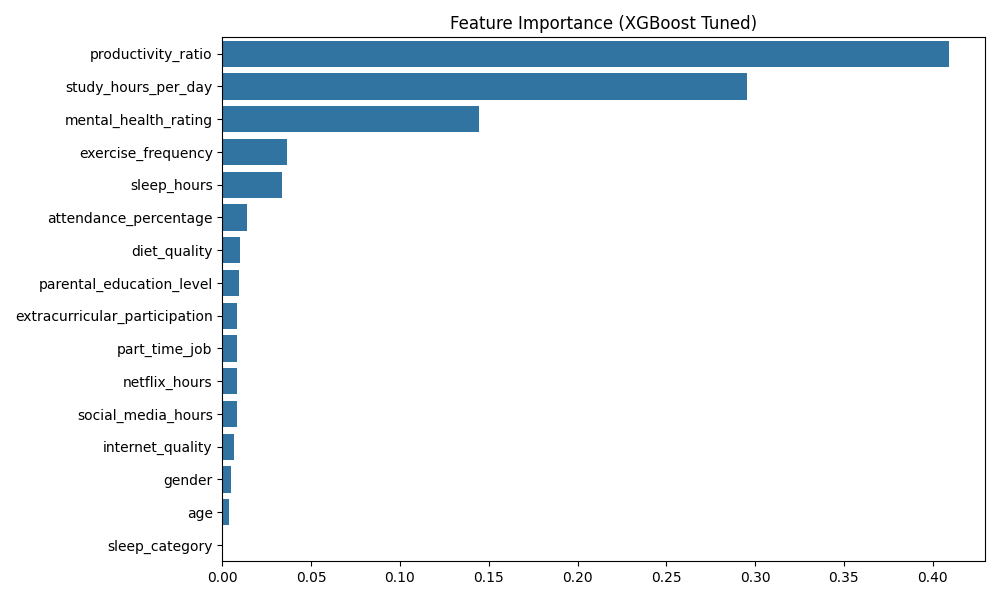 Feature Importance (XGBoost Tuned)
productivity_ratio
study_hours_per_day
mental_health_rating
exercise_frequency
sleep_hours
attendance_percentage
diet_quality
parental_education_level
extracurricular_participation
part_time_job
netflix_hours
social_media_hours
internet_quality
gender
age
sleep_category
0.00 0.05 0.10 0.15 0.20 0.25 0.30 0.35 0.40